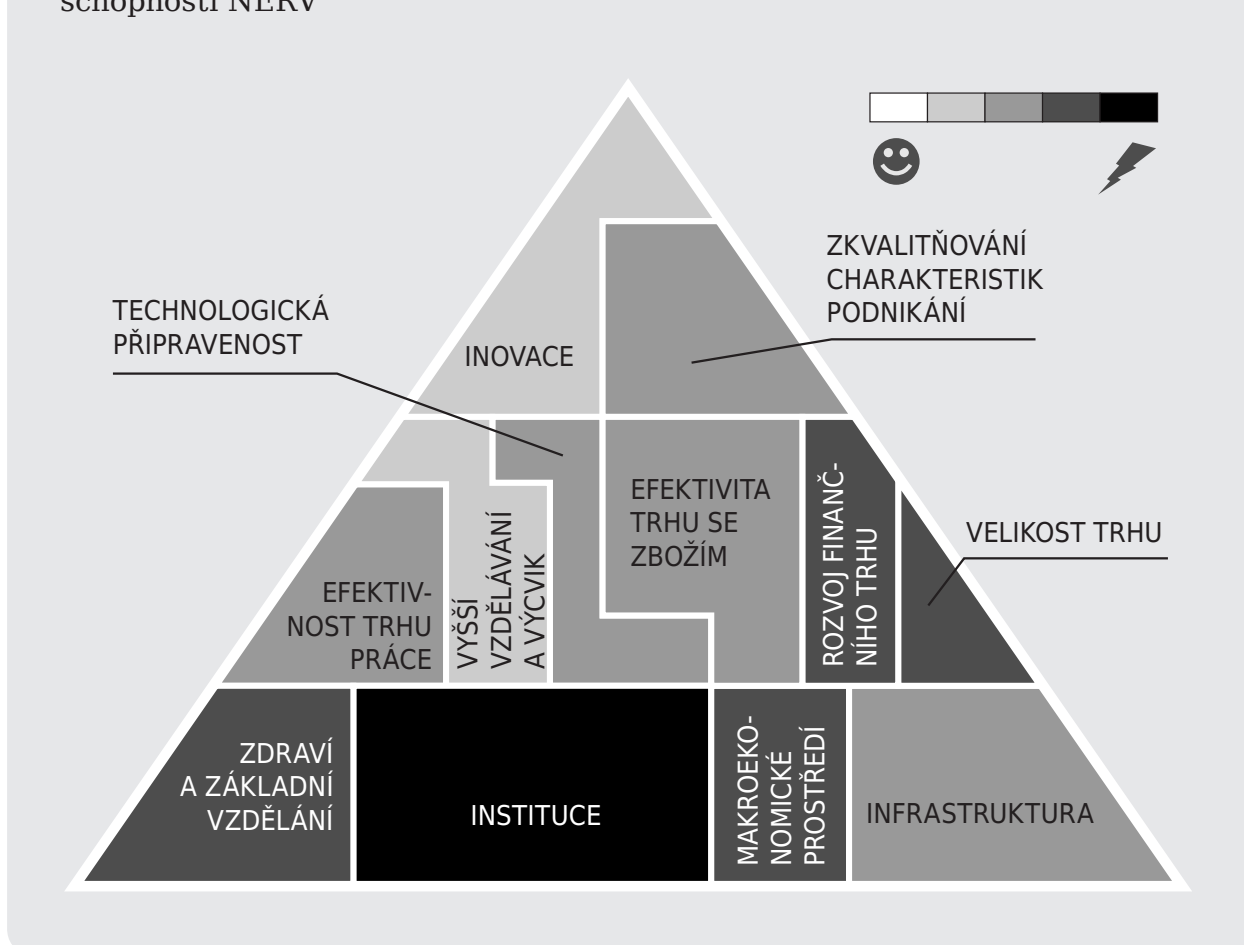 schopnosti NERV
ZKVALITŇOVÁNÍ
CHARAKTERISTIK
PODNIKÁNÍ
TECHNOLOGICKÁ
PŘIPRAVENOST
INOVACE
EFEKTIVITA
TRHU SE
ZBOŽÍM
ROZVOJ FINANČ-
NÍHO TRHU
VELIKOST TRHU
EFEKTIV-
NOST TRHU
PRÁCE
VYŠŠÍ
VZDĚLÁVÁNÍ
A VÝCVIK
ZDRAVÍ
A ZÁKLADNÍ
VZDĚLÁNÍ
INSTITUCE
MAKROEKO-
NOMICKÉ
PROSTŘEDÍ
INFRASTRUKTURA